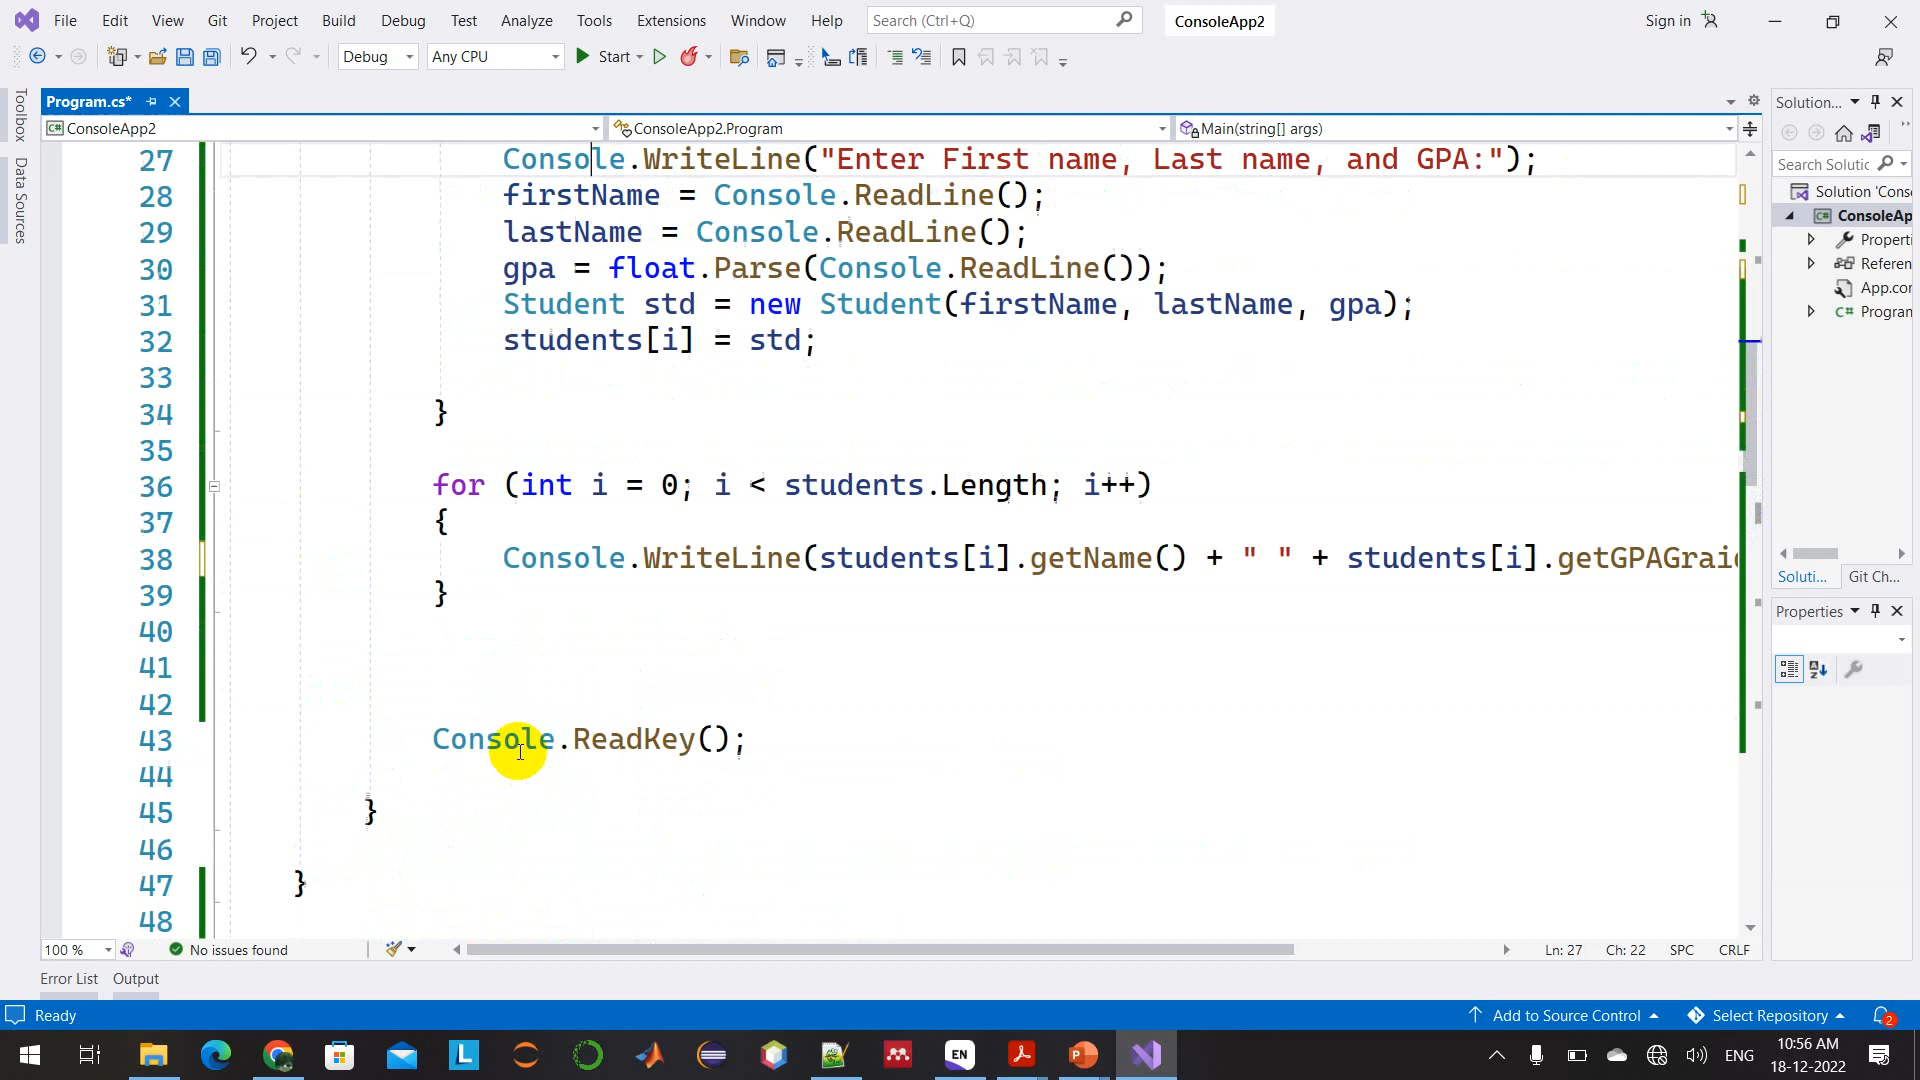 File Edit View Git Project Build Debug Test Analyze Tools Extensions Window Help Search (Ctrl+Q) ConsoleApp2 Sign in
Debug Any CPU Start
Toolbox
Data Sources
Program.cs*
ConsoleApp2 ConsoleApp2.Program Main(string[] args)
27 Console.WriteLine("Enter First name, Last name, and GPA:");
28 firstName = Console.ReadLine();
29 lastName = Console.ReadLine();
30 gpa = float.Parse(Console.ReadLine());
31 Student std = new Student(firstName, lastName, gpa);
32 students[i] = std;
33
34 }
35
36 for (int i = 0; i < students.Length; i++)
37 {
38 Console.WriteLine(students[i].getName() + " " + students[i].getGPAGrai
39 }
40
41
42
43 Console.ReadKey();
44
45 }
46
47 }
48
100 % No issues found Ln: 27 Ch: 22 SPC CRLF
Error List Output
Solution...
Search Solutic
Solution 'Cons
C# ConsoleAp
Properti
Referen
App.cor
C# Progran
Soluti... Git Ch...
Properties
Ready Add to Source Control Select Repository 2
L EN P ENG
10:56 AM
18-12-2022